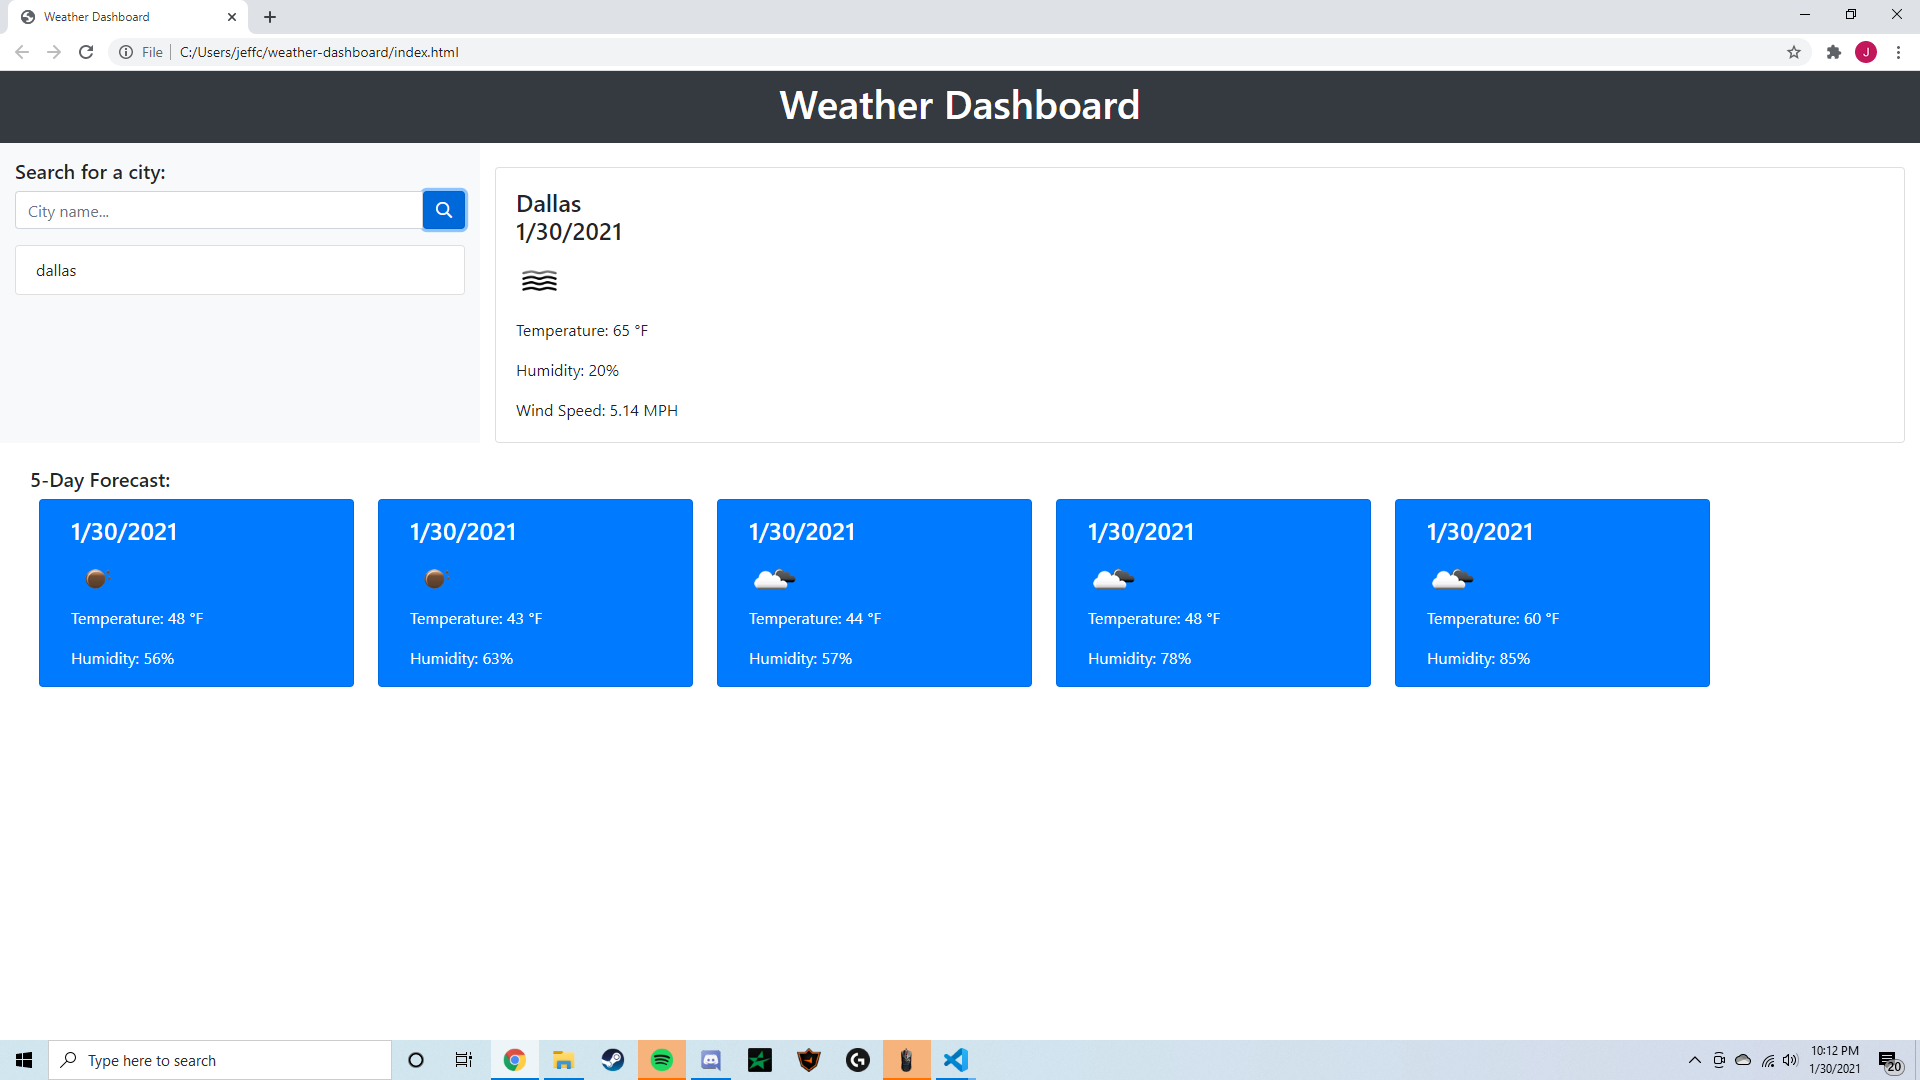 Weather Dashboard
File
C:/Users/jeffc/weather-dashboard/index.html
J
Weather Dashboard
Search for a city:
City name...
dallas
Dallas
1/30/2021
Temperature: 65 °F
Humidity: 20%
Wind Speed: 5.14 MPH
5-Day Forecast:
1/30/2021
Temperature: 48 °F
Humidity: 56%
1/30/2021
Temperature: 43 °F
Humidity: 63%
1/30/2021
Temperature: 44 °F
Humidity: 57%
1/30/2021
Temperature: 48 °F
Humidity: 78%
1/30/2021
Temperature: 60 °F
Humidity: 85%
Type here to search
10:12 PM
1/30/2021
20